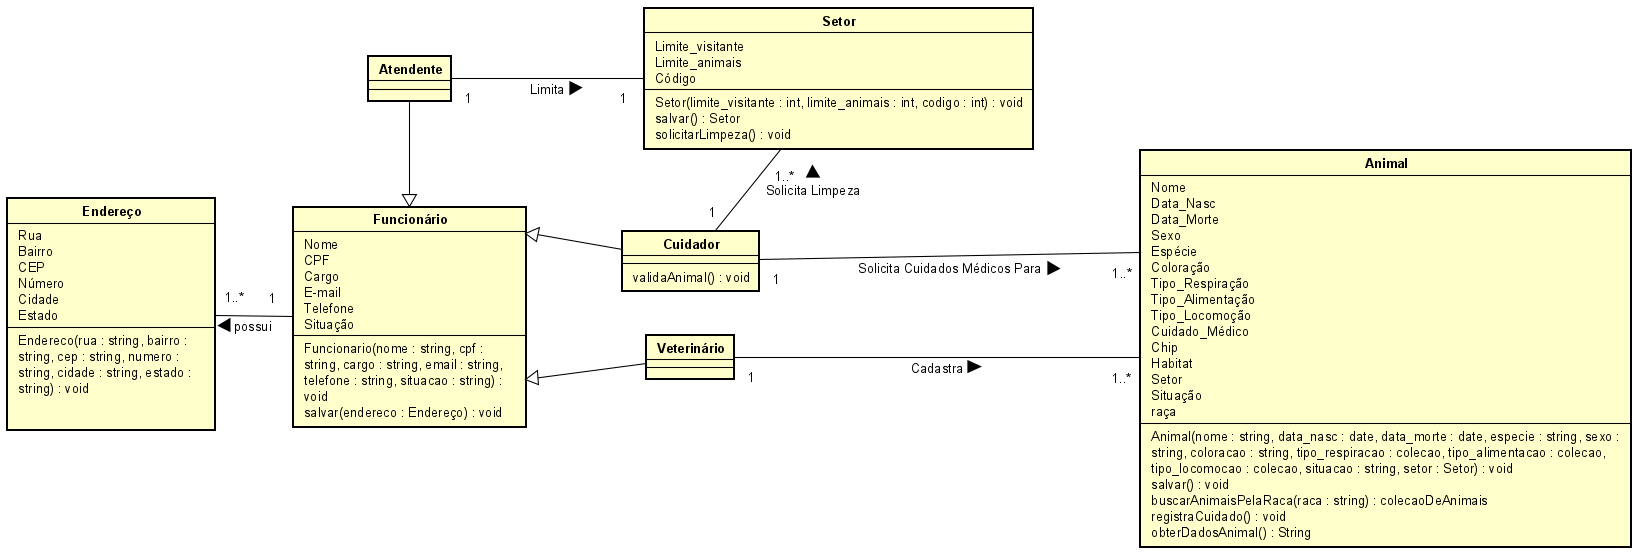 Setor
Limite_visitante
Limite_animais
Código
Setor(limite_visitante : int, limite_animais : int, codigo : int) : void
salvar() : Setor
solicitarLimpeza() : void
Atendente
1
Limita
1
1..*
Solicita Limpeza
1
Endereço
Rua
Bairro
CEP
Número
Cidade
Estado
Endereco(rua : string, bairro :
string, cep : string, numero :
string, cidade : string, estado :
string) : void
1..*
1
possui
Funcionário
Nome
CPF
Cargo
E-mail
Telefone
Situação
Funcionario(nome : string, cpf :
string, cargo : string, email : string,
telefone : string, situacao : string) :
void
salvar(endereco : Endereço) : void
Cuidador
validaAnimal() : void
1
Solicita Cuidados Médicos Para
1..*
Veterinário
1
Cadastra
1..*
Animal
Nome
Data_Nasc
Data_Morte
Sexo
Espécie
Coloração
Tipo_Respiração
Tipo_Alimentação
Tipo_Locomoção
Cuidado_Médico
Chip
Habitat
Setor
Situação
raça
Animal(nome : string, data_nasc : date, data_morte : date, especie : string, sexo :
string, coloracao : string, tipo_respiracao : colecao, tipo_alimentacao : colecao,
tipo_locomocao : colecao, situacao : string, setor : Setor) : void
salvar() : void
buscarAnimaisPelaRaca(raca : string) : colecaoDeAnimais
registraCuidado() : void
obterDadosAnimal() : String